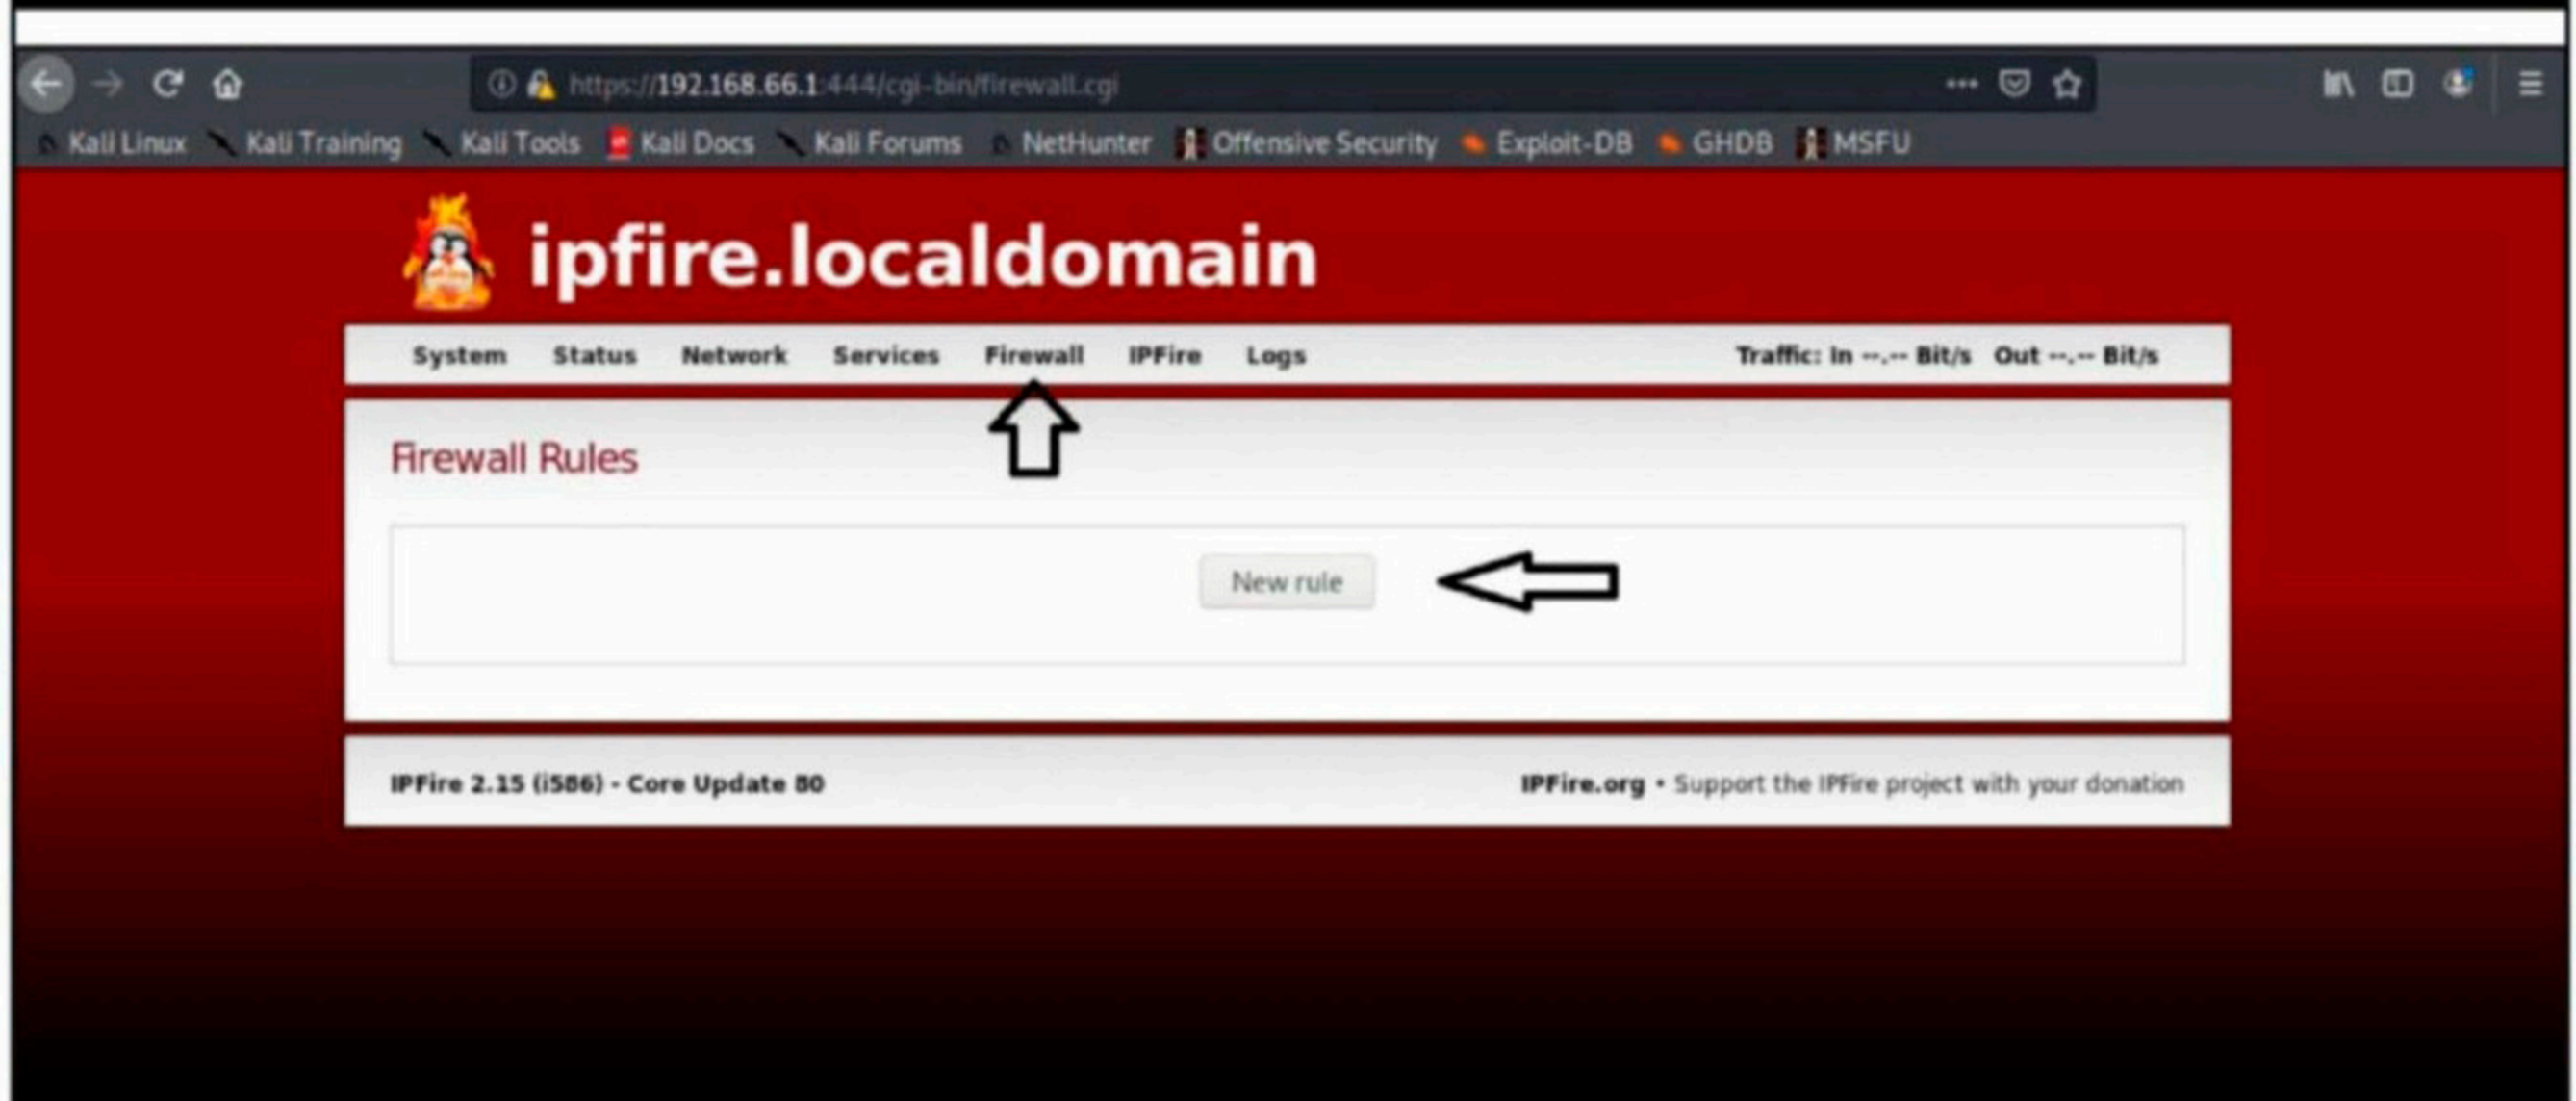 https://192.168.66.1:444/cgi-bin/firewall.cgi
Kali Linux Kali Training Kali Tools Kali Docs Kali Forums NetHunter Offensive Security Exploit-DB GHDB MSFU
ipfire.localdomain
System Status Network Services Firewall IPFire Logs Traffic: In --.-- Bit/s Out --.-- Bit/s
Firewall Rules
New rule
IPFire 2.15 (i586) - Core Update 80 IPFire.org • Support the IPFire project with your donation